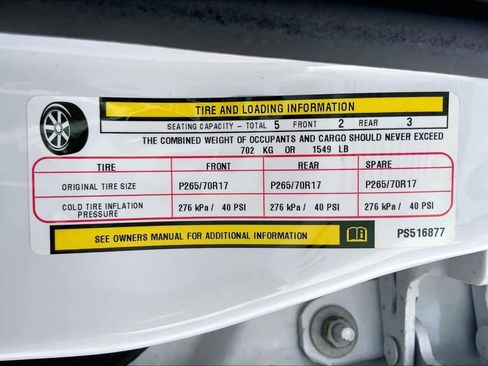 TIRE AND LOADING INFORMATION
SEATING CAPACITY - TOTAL 5 FRONT 2 REAR 3
THE COMBINED WEIGHT OF OCCUPANTS AND CARGO SHOULD NEVER EXCEED
702 KG OR 1549 LB
TIRE FRONT REAR SPARE
ORIGINAL TIRE SIZE P265/70R17 P265/70R17 P265/70R17
COLD TIRE INFLATION PRESSURE 276 kPa / 40 PSI 276 kPa / 40 PSI 276 kPa / 40 PSI
SEE OWNERS MANUAL FOR ADDITIONAL INFORMATION PS516877